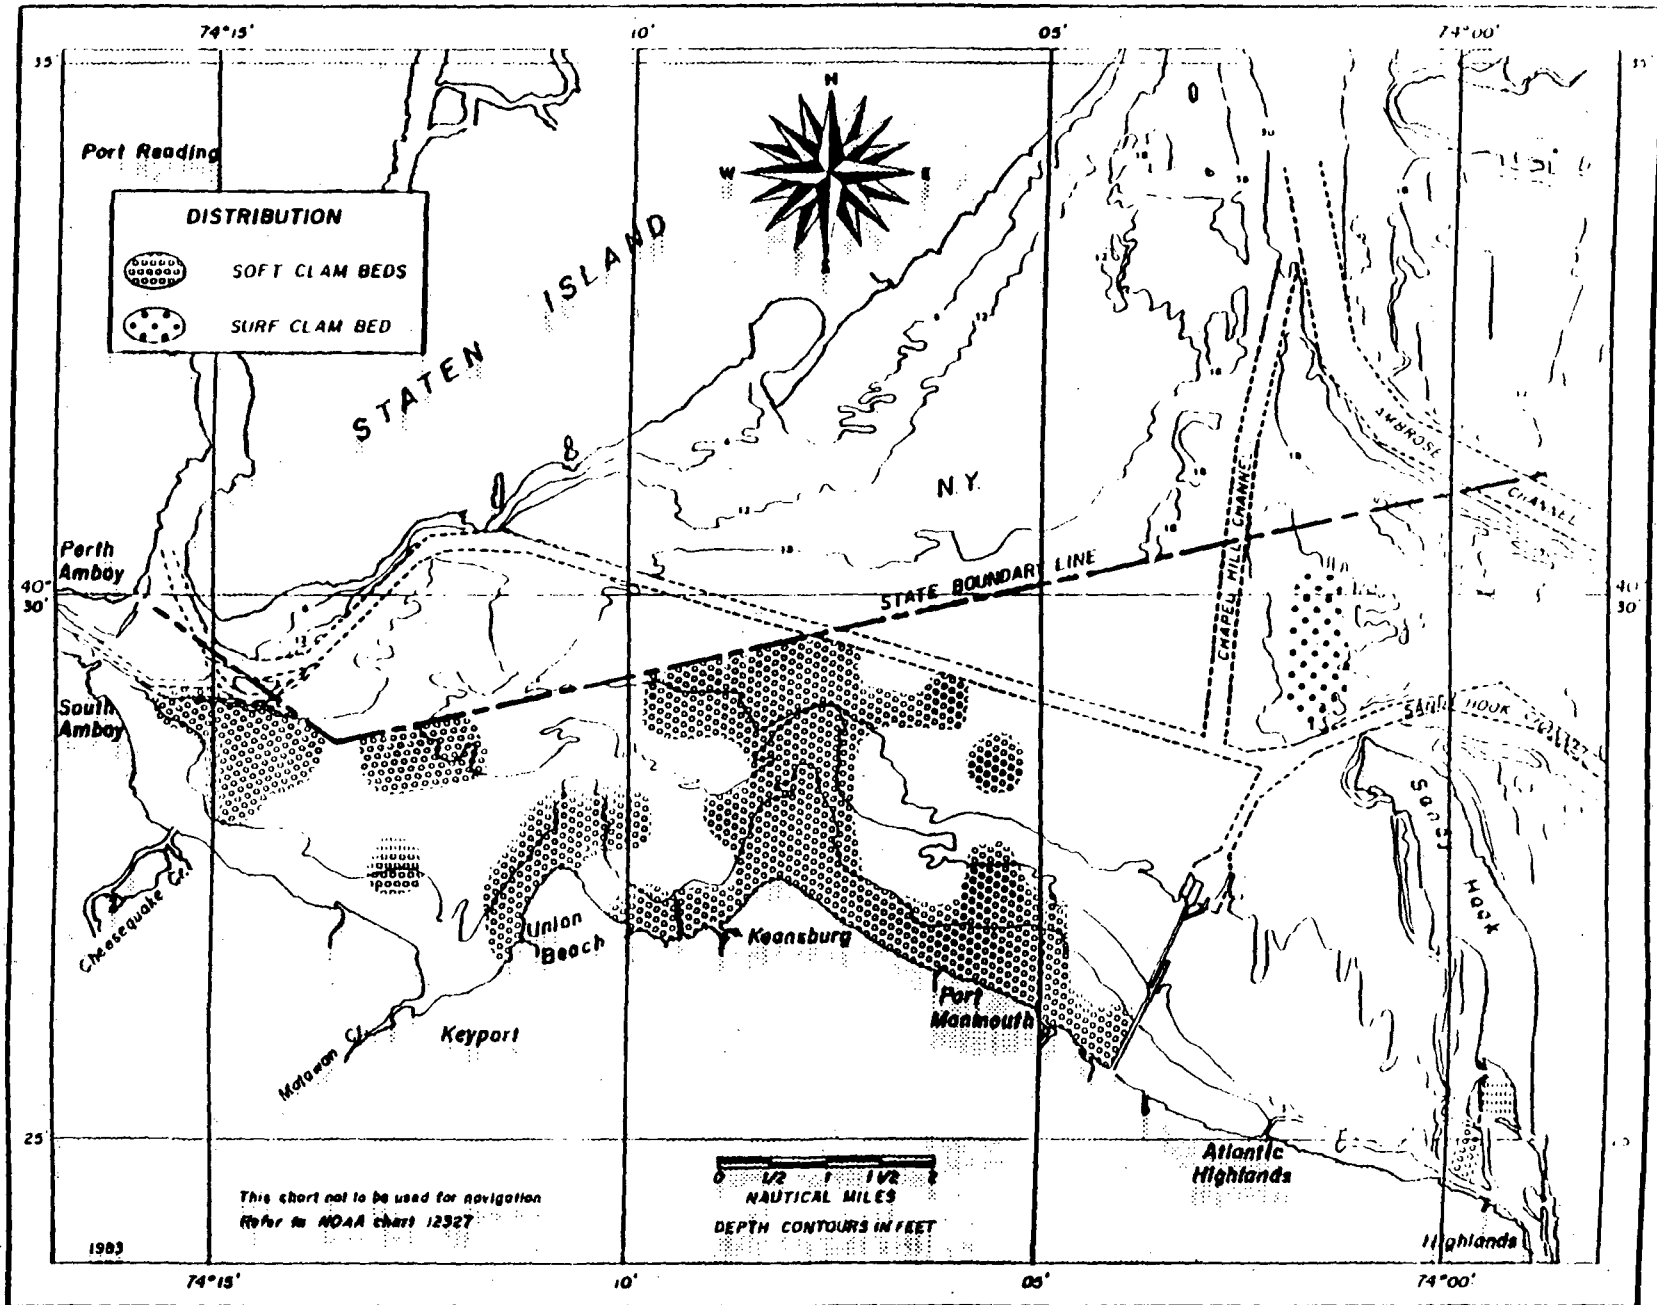 74°15'
10'
05'
74°00'
35'
Port Reading
N
W
E
S
DISTRIBUTION
SOFT CLAM BEDS
SURF CLAM BED
STATEN ISLAND
N.Y.
AMBROSE CHANNEL
CHAPEL HILL CHANNEL
STATE BOUNDARY LINE
Perth
Amboy
40°
30'
40
30'
South
Amboy
SANDY HOOK
Sandy Hook
Cheesequake Cr.
Union
Beach
Keansburg
Port
Monmouth
Keyport
Matawan Cr.
25'
Atlantic
Highlands
0 1/2 1 1 1/2 2
NAUTICAL MILES
DEPTH CONTOURS IN FEET
This chart not to be used for navigation
Refer to NOAA chart 12327
1983
Highlands
74°15'
10'
05'
74°00'